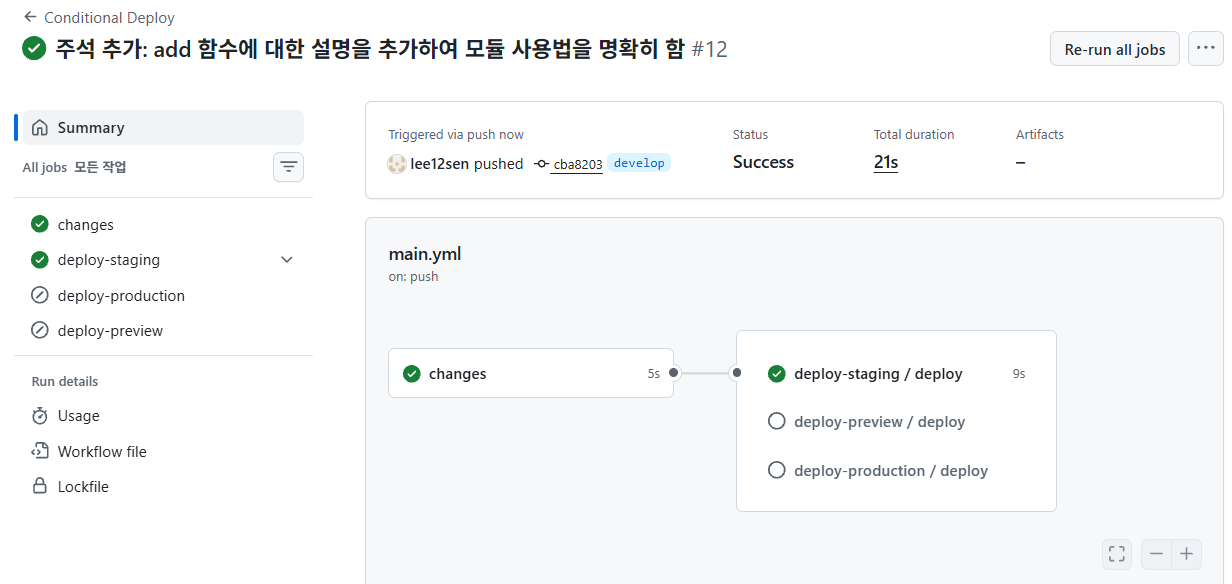 Conditional Deploy
주석 추가: add 함수에 대한 설명을 추가하여 모듈 사용법을 명확히 함 #12
Re-run all jobs
Summary
All jobs 모든 작업
changes
deploy-staging
deploy-production
deploy-preview
Run details
Usage
Workflow file
Lockfile
Triggered via push now
lee12sen pushed cba8203 develop
Status
Success
Total duration
21s
Artifacts
–
main.yml
on: push
changes 5s
deploy-staging / deploy 9s
deploy-preview / deploy
deploy-production / deploy